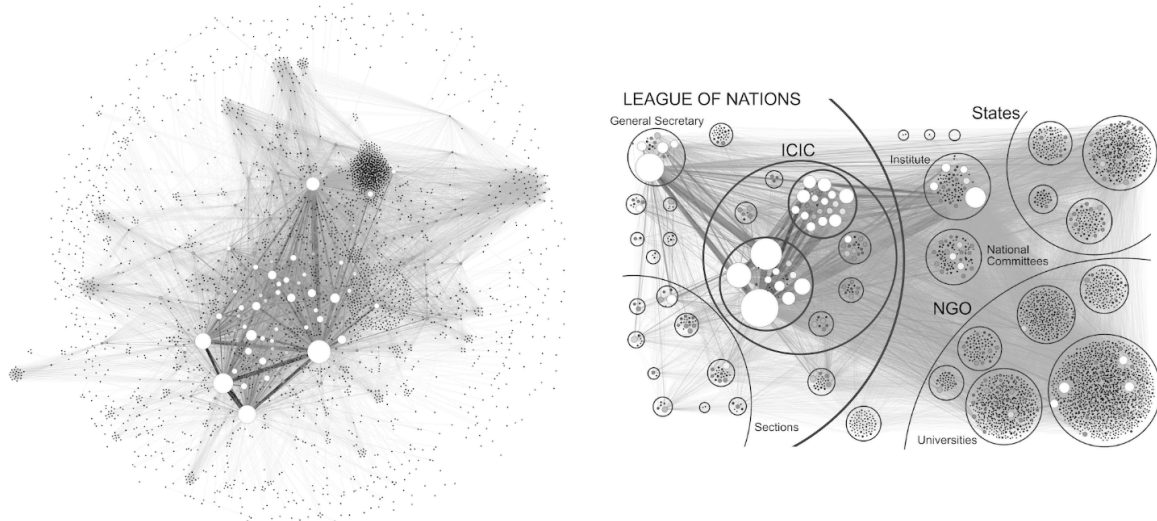 LEAGUE OF NATIONS
General Secretary
ICIC
States
Institute
National
Committees
NGO
Sections
Universities